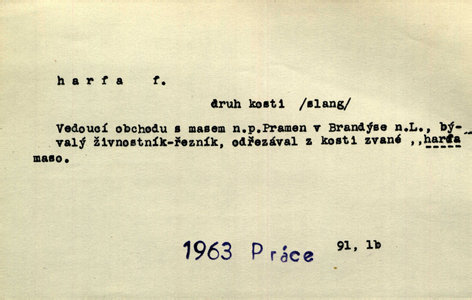 harfa f.
druh kosti /slang/
Vedoucí obchodu s masem n.p.Pramen v Brandýse n.L., bý-
valý živnostník-řezník, odřezával z kosti zvané ,,harfa
maso.
1963 Práce 91, 1b